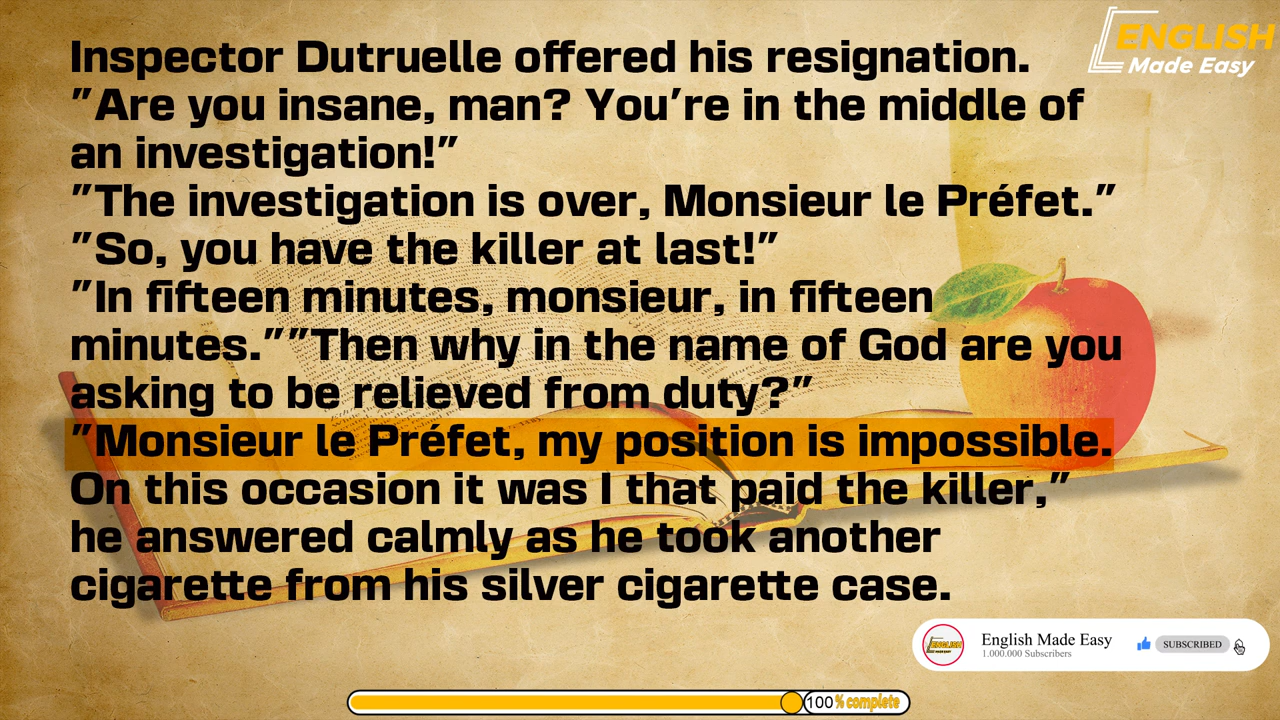 ENGLISH
Made Easy
Inspector Dutruelle offered his resignation.
"Are you insane, man? You're in the middle of
an investigation!"
"The investigation is over, Monsieur le Préfet."
"So, you have the killer at last!"
"In fifteen minutes, monsieur, in fifteen
minutes.""Then why in the name of God are you
asking to be relieved from duty?"
"Monsieur le Préfet, my position is impossible.
On this occasion it was I that paid the killer,"
he answered calmly as he took another
cigarette from his silver cigarette case.
English Made Easy
1.000.000 Subscribers
SUBSCRIBED
100 % complete